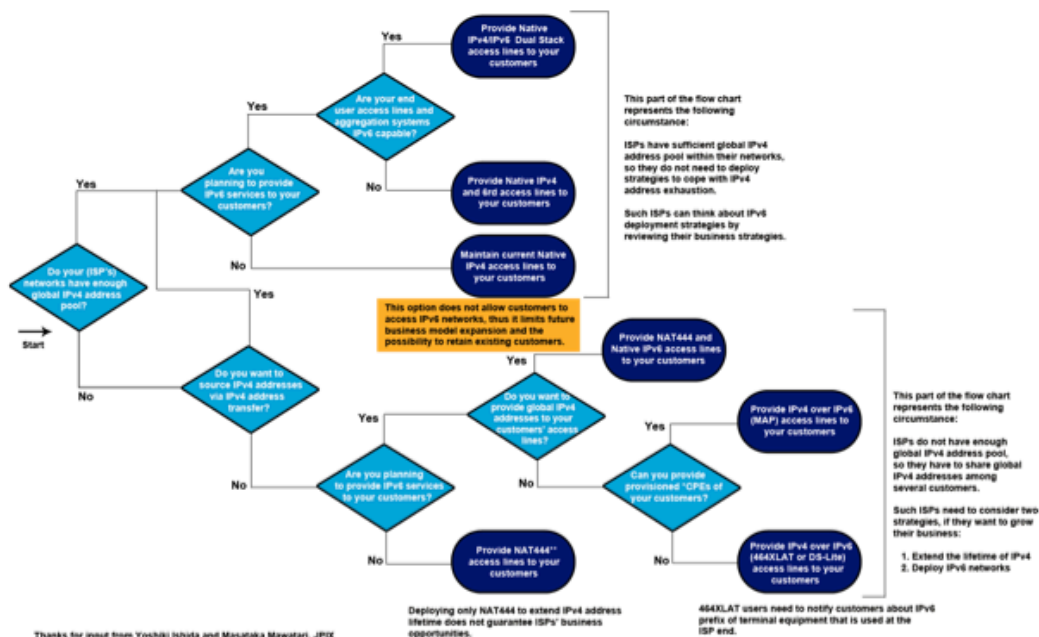 Yes
Provide Native
IPv4/IPv6 Dual Stack
access lines to your
customers
Are your end
user access lines and
aggregation systems
IPv6 capable?
Yes
No
Provide Native IPv4
and 6rd access lines to
your customers
This part of the flow chart
represents the following
circumstance:
ISPs have sufficient global IPv4
address pool within their networks,
so they do not need to deploy
strategies to cope with IPv4
address exhaustion.
Such ISPs can think about IPv6
deployment strategies by
reviewing their business strategies.
Are you
planning to provide
IPv6 services to your
customers?
Yes
No
Maintain current Native
IPv4 access lines to
your customers
This option does not allow customers to
access IPv6 networks, thus it limits future
business model expansion and the
possibility to retain existing customers.
Do your (ISP's)
networks have enough
global IPv4 address
pool?
Start
Yes
No
Do you want to
source IPv4 addresses
via IPv4 address
transfer?
Yes
Provide NAT444 and
Native IPv6 access lines
to your customers
Do you want to
provide global IPv4
addresses to your
customers' access
lines?
Yes
Provide IPv4 over IPv6
(MAP) access lines to
your customers
No
Are you planning
to provide IPv6 services
to your customers?
No
Can you provide
provisioned *CPEs of
your customers?
Yes
No
Provide NAT444**
access lines to your
customers
No
Provide IPv4 over IPv6
(464XLAT or DS-Lite)
access lines to your
customers
This part of the flow chart
represents the following
circumstance:
ISPs do not have enough
global IPv4 address pool,
so they have to share global
IPv4 addresses among
several customers.
Such ISPs need to consider two
strategies, if they want to grow
their business:
1. Extend the lifetime of IPv4
2. Deploy IPv6 networks
Deploying only NAT444 to extend IPv4 address
lifetime does not guarantee ISPs' business
opportunities.
464XLAT users need to notify customers about IPv6
prefix of terminal equipment that is used at the
ISP end.
Thanks for input from Yoshiki Ishida and Masataka Mawatari, JPIX